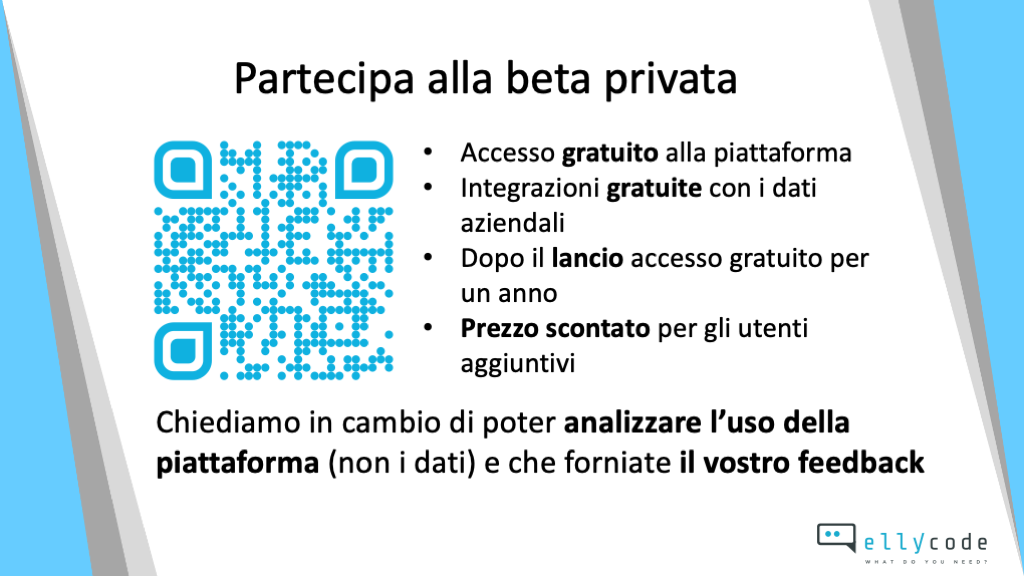 Partecipa alla beta privata
• Accesso gratuito alla piattaforma
• Integrazioni gratuite con i dati
aziendali
• Dopo il lancio accesso gratuito per
un anno
• Prezzo scontato per gli utenti
aggiuntivi
Chiediamo in cambio di poter analizzare l’uso della
piattaforma (non i dati) e che forniate il vostro feedback
ellycode
WHAT DO YOU NEED?